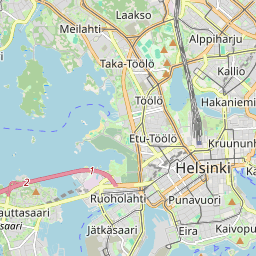 Laakso
Meilahti
Alppiharju
Taka-Töölö
Kallio
Töölö
Hakaniemi
Etu-Töölö
Kruununh
Helsinki
1
2
auttasaari
Ruoholahti
Punavuori
saari
Jätkäsaari
Eira
Kaivopu